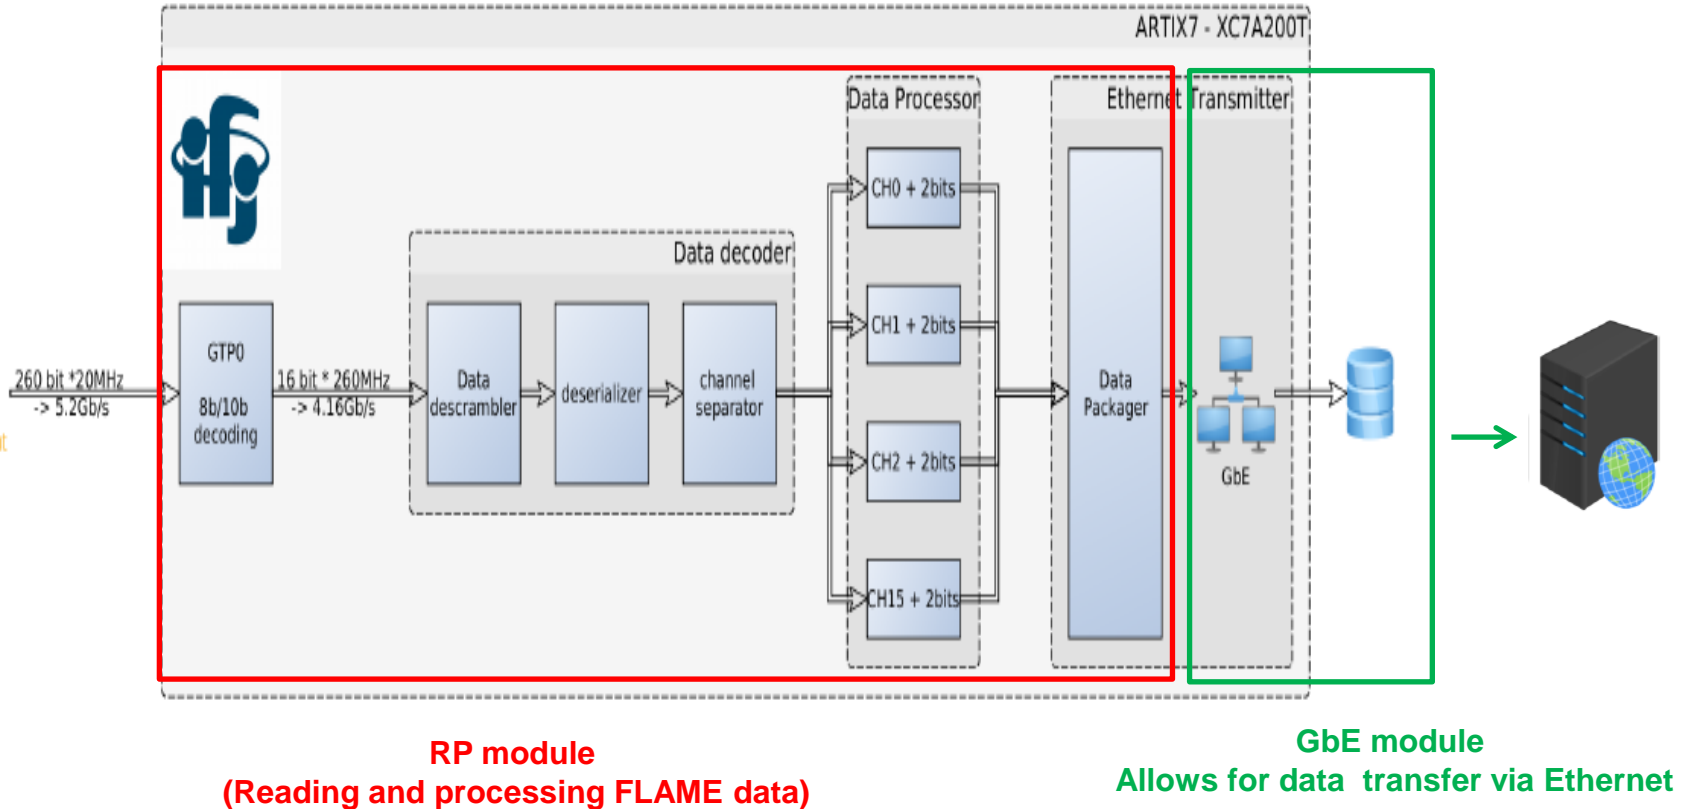 ARTIX7 - XC7A200T
ifj
Data Processor
Ethernet Transmitter
CH0 + 2bits
Data decoder
CH1 + 2bits
260 bit *20MHz
-> 5.2Gb/s
GTP0
8b/10b
decoding
16 bit * 260MHz
-> 4.16Gb/s
Data
descrambler
deserializer
channel
separator
CH2 + 2bits
CH15 + 2bits
Data
Packager
GbE
RP module
(Reading and processing FLAME data)
GbE module
Allows for data transfer via Ethernet